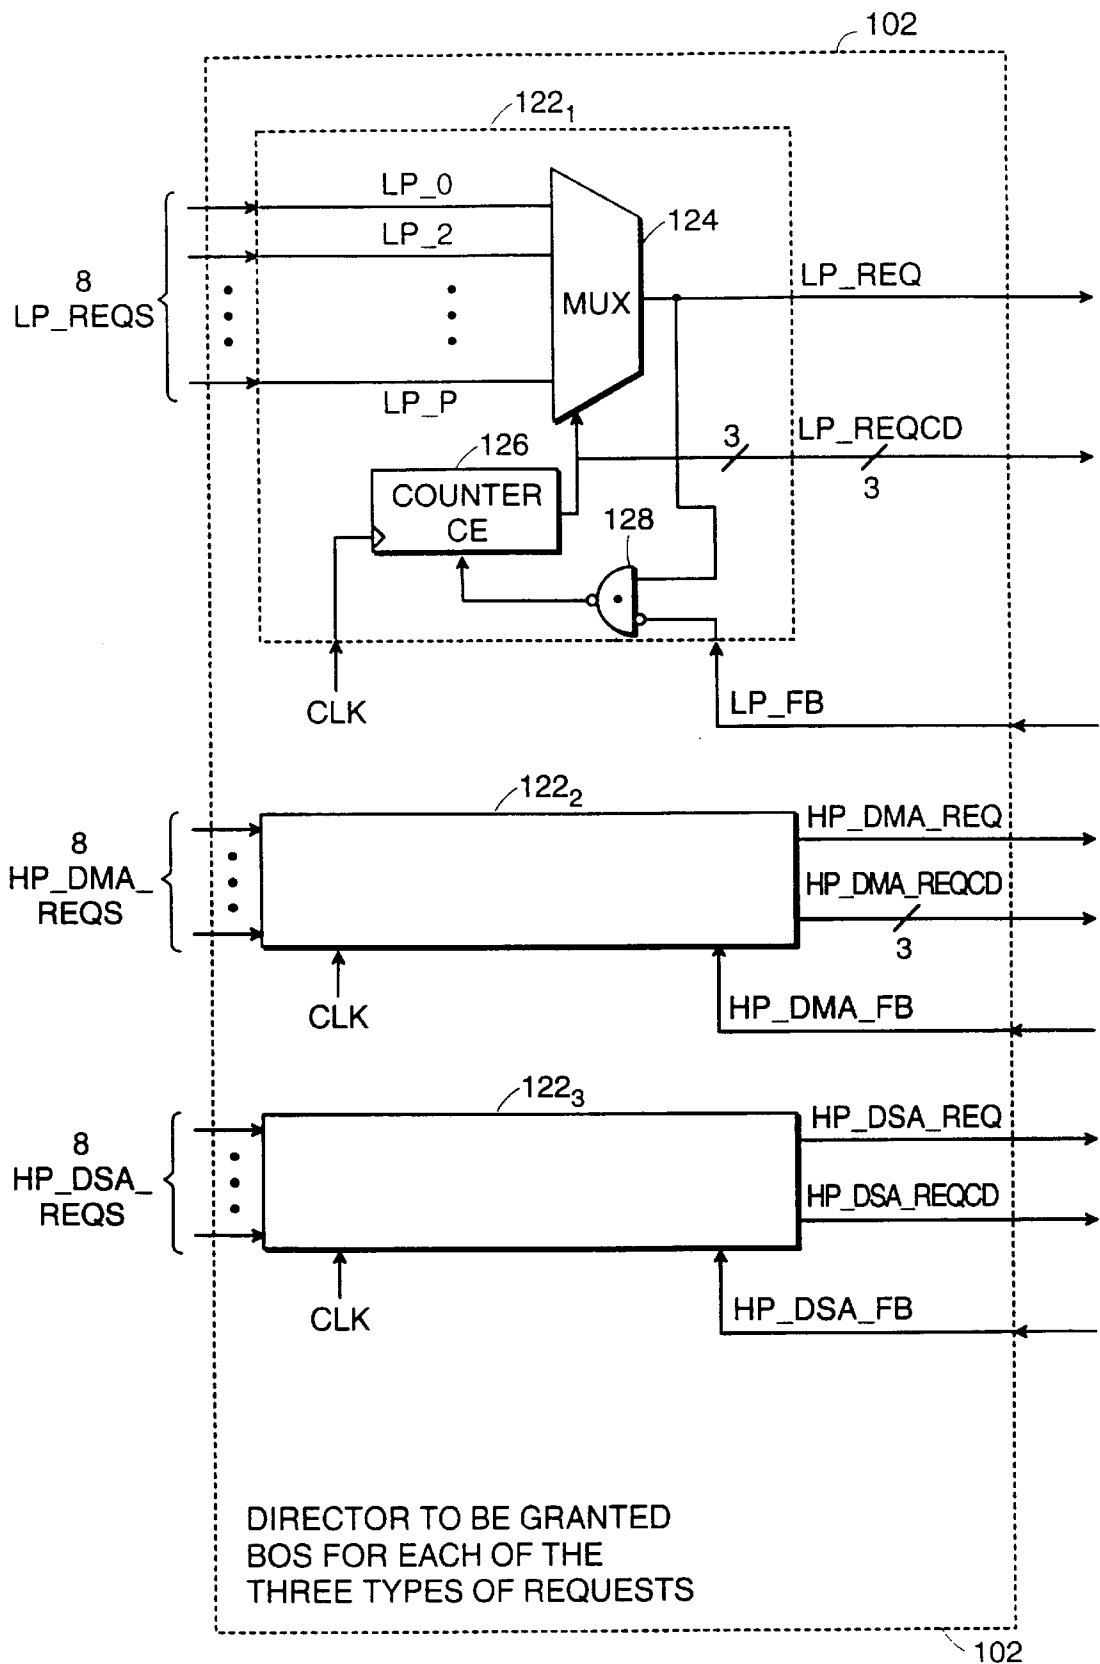 102
122₁
LP_0
LP_2
124
8
LP_REQS
MUX
LP_REQ
LP_P
LP_REQCD
3
3
126
COUNTER
CE
128
CLK
LP_FB
122₂
8
HP_DMA_
REQS
HP_DMA_REQ
HP_DMA_REQCD
3
CLK
HP_DMA_FB
122₃
8
HP_DSA_
REQS
HP_DSA_REQ
HP_DSA_REQCD
CLK
HP_DSA_FB
DIRECTOR TO BE GRANTED
BOS FOR EACH OF THE
THREE TYPES OF REQUESTS
102